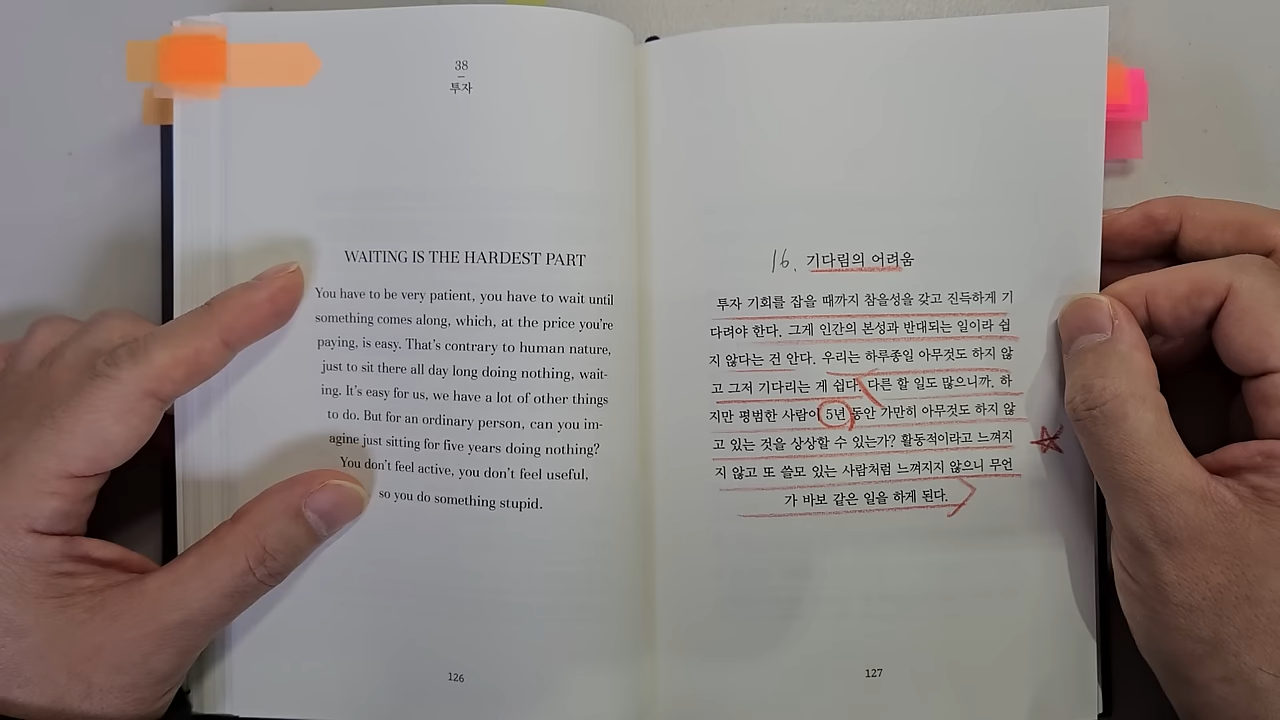 38
투자
WAITING IS THE HARDEST PART
You have to be very patient, you have to wait until
something comes along, which, at the price you're
paying, is easy. That's contrary to human nature,
just to sit there all day long doing nothing, wait-
ing. It's easy for us, we have a lot of other things
to do. But for an ordinary person, can you im-
agine just sitting for five years doing nothing?
You don't feel active, you don't feel useful,
so you do something stupid.
126
16. 기다림의 어려움
투자 기회를 잡을 때까지 참을성을 갖고 진득하게 기
다려야 한다. 그게 인간의 본성과 반대되는 일이라 쉽
지 않다는 건 안다. 우리는 하루종일 아무것도 하지 않
고 그저 기다리는 게 쉽다. 다른 할 일도 많으니까. 하
지만 평범한 사람이 5년 동안 가만히 아무것도 하지 않
고 있는 것을 상상할 수 있는가? 활동적이라고 느껴지
지 않고 또 쓸모 있는 사람처럼 느껴지지 않으니 무언
가 바보 같은 일을 하게 된다.
127